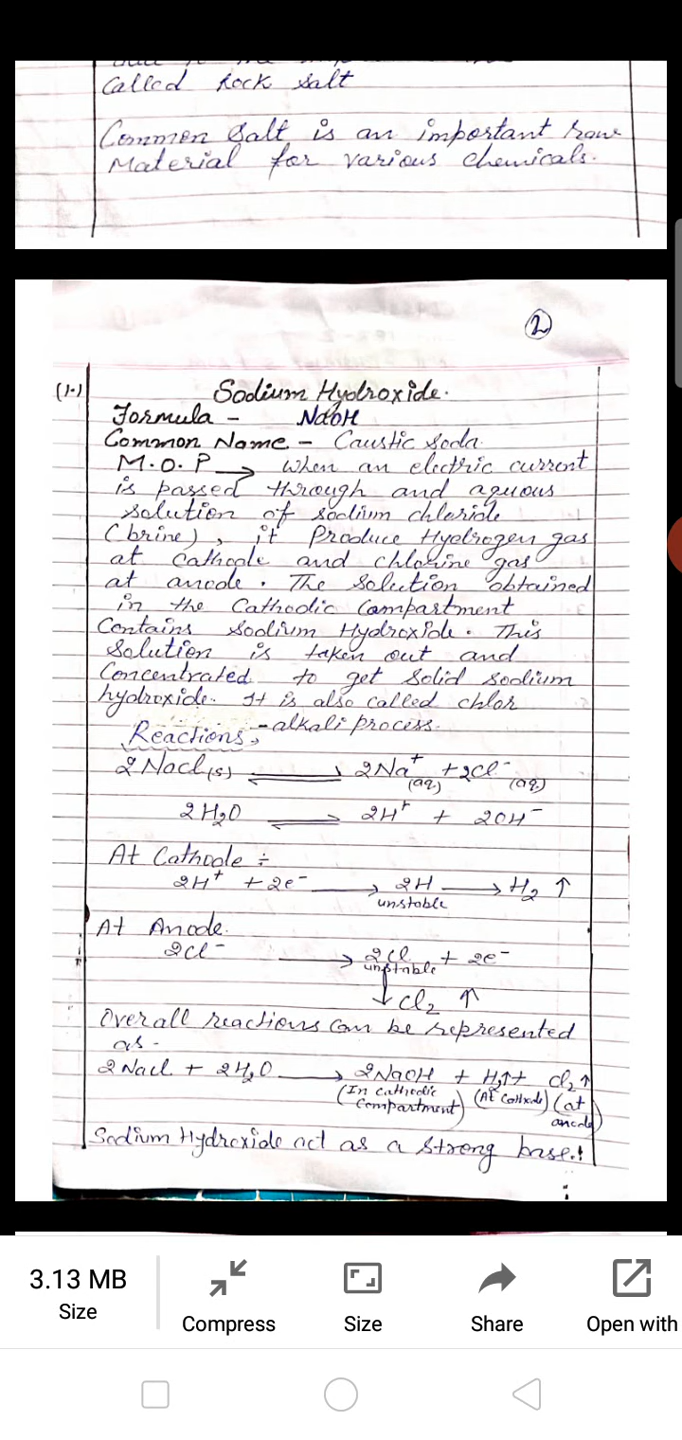 Called Rock Salt
Common Salt is an important raw
Material for various chemicals.
2
(1.) Sodium Hydroxide.
Formula - NaOH
Common Name - Caustic Soda.
M.O.P → When an electric current
is passed through and aquous
solution of sodium chloride
(brine), it Produce Hydrogen gas
at cathode and chlorine gas
at anode. The Solution obtained
in the Cathodic Compartment
Contains Sodium Hydroxide. This
Solution is taken out and
Concentrated to get Solid sodium
hydroxide. It is also called chlor
-alkali process.
Reactions,
2NaCl(s) ⇌ 2Na⁺(aq) + 2Cl⁻(aq)
2H₂O ⇌ 2H⁺ + 2OH⁻
At Cathode ÷
2H⁺ + 2e⁻ → 2H → H₂ ↑
unstable
At Anode.
2Cl⁻ → 2Cl + 2e⁻
unstable
↓ Cl₂ ↑
Overall reactions can be represented
as -
2NaCl + 2H₂O → 2NaOH + H₂↑ + Cl₂↑
(In cathodic Compartment) (At Cathode) (at anode)
Sodium Hydroxide act as a strong base.
3.13 MB
Size
Compress
Size
Share
Open with